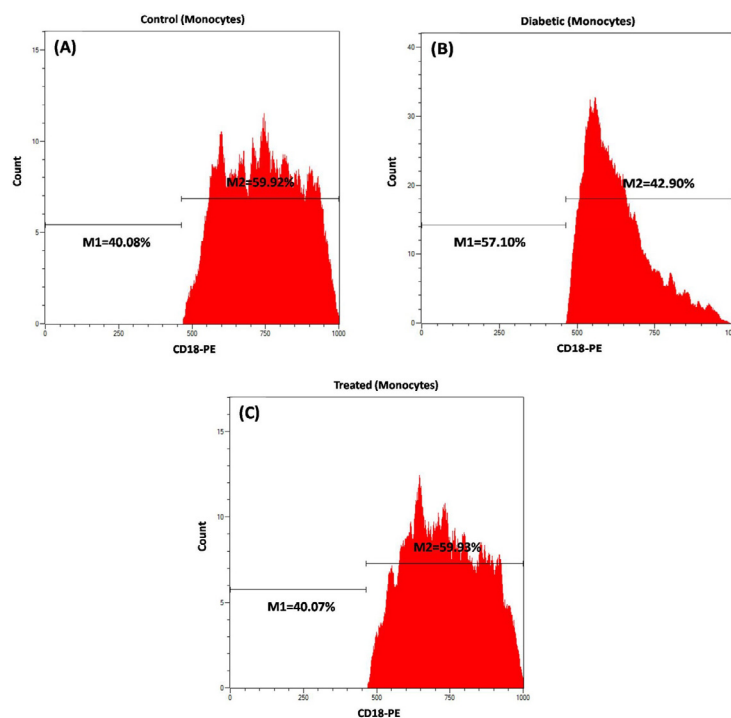 Control (Monocytes)
(A)
15
10
5
0
Count
M2=59.92%
M1=40.08%
0 250 500 750 1000
CD18-PE
Diabetic (Monocytes)
(B)
40
30
20
10
0
Count
M2=42.90%
M1=57.10%
0 250 500 750
CD18-PE
Treated (Monocytes)
(C)
15
10
5
0
Count
M2=59.93%
M1=40.07%
0 250 500 750 1000
CD18-PE